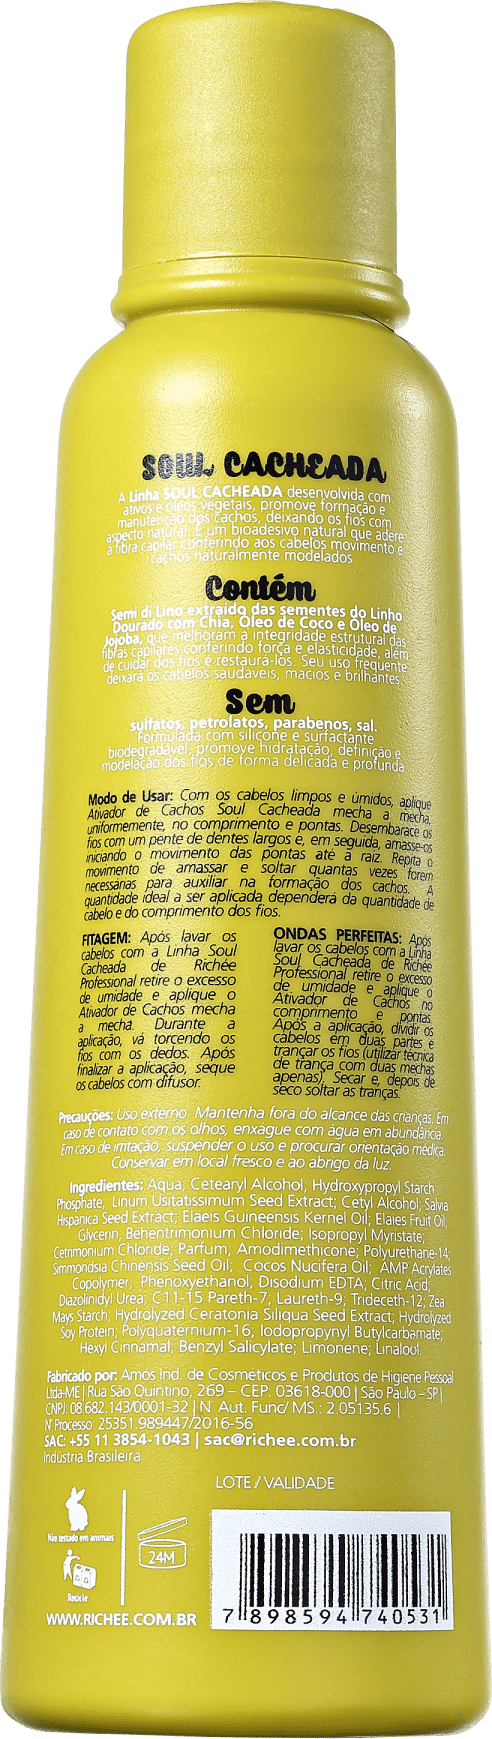 SOUL CACHEADA
A Linha SOUL CACHEADA desenvolvida com
ativos e óleos vegetais, promove formação e
manutenção dos cachos, deixando os fios com
aspecto natural. É um bioadesivo natural que adere
à fibra capilar conferindo aos cabelos movimento e
cachos naturalmente modelados
Contém
Semi di Lino extraído das sementes do Linho
Dourado com Chia, Óleo de Coco e Óleo de
Jojoba, que melhoram a integridade estrutural das
fibras capilares conferindo força e elasticidade, além
de cuidar dos fios e restaurá-los. Seu uso frequente
deixará os cabelos saudáveis, macios e brilhantes.
Sem
sulfatos, petrolatos, parabenos, sal.
Formulada com silicone e surfactante
biodegradável, promove hidratação, definição e
modelação dos fios de forma delicada e profunda.
Modo de Usar: Com os cabelos limpos e úmidos, aplique
Ativador de Cachos Soul Cacheada mecha a mecha,
uniformemente, no comprimento e pontas. Desembarace os
fios com um pente de dentes largos e, em seguida, amasse-os
iniciando o movimento das pontas até a raiz. Repita o
movimento de amassar e soltar quantas vezes forem
necessárias para auxiliar na formação dos cachos. A
quantidade ideal a ser aplicada dependerá da quantidade de
cabelo e do comprimento dos fios.
FITAGEM: Após lavar os
cabelos com a Linha Soul
Cacheada de Richée
Professional retire o excesso
de umidade e aplique o
Ativador de Cachos mecha
a mecha. Durante a
aplicação, vá torcendo os
fios com os dedos. Após
finalizar a aplicação, seque
os cabelos com difusor.
ONDAS PERFEITAS: Após
lavar os cabelos com a Linha
Soul Cacheada de Richée
Professional retire o excesso
de umidade e aplique o
Ativador de Cachos no
comprimento e pontas.
Após a aplicação, dividir os
cabelos em duas partes e
trançar os fios (utilizar técnica
de trança com duas mechas
apenas). Secar e, depois de
seco soltar as tranças.
Precauções: Uso externo. Mantenha fora do alcance das crianças. Em
caso de contato com os olhos, enxague com água em abundância.
Em caso de irritação, suspender o uso e procurar orientação médica.
Conservar em local fresco e ao abrigo da luz.
Ingredientes: Aqua, Cetearyl Alcohol; Hydroxypropyl Starch
Phosphate; Linum Usitatissimum Seed Extract; Cetyl Alcohol; Salvia
Hispanica Seed Extract; Elaeis Guineensis Kernel Oil; Elaies Fruit Oil;
Glycerin; Behentrimonium Chloride; Isopropyl Myristate;
Cetrimonium Chloride; Parfum; Amodimethicone; Polyurethane-14;
Simmondsia Chinensis Seed Oil; Cocos Nucifera Oil; AMP Acrylates
Copolymer, Phenoxyethanol; Disodium EDTA; Citric Acid;
Diazolinidyl Urea; C11-15 Pareth-7; Laureth-9; Trideceth-12; Zea
Mays Starch; Hydrolyzed Ceratonia Siliqua Seed Extract; Hydrolyzed
Soy Protein; Polyquaternium-16; Iodopropynyl Butylcarbamate;
Hexyl Cinnamal; Benzyl Salicylate; Limonene; Linalool.
Fabricado por: Amós Ind. de Cosméticos e Produtos de Higiene Pessoal
Ltda-ME | Rua São Quintino, 269 – CEP. 03618-000 | São Paulo – SP |
CNPJ: 08.682.143/0001-32 | N° Aut. Func/ MS.: 2.05135.6 |
N° Processo: 25351.989447/2016-56
SAC: +55 11 3854-1043 | sac@richee.com.br
Indústria Brasileira
LOTE / VALIDADE
Não testado em animais
24M
Recicle
WWW.RICHEE.COM.BR
7 898594 740531